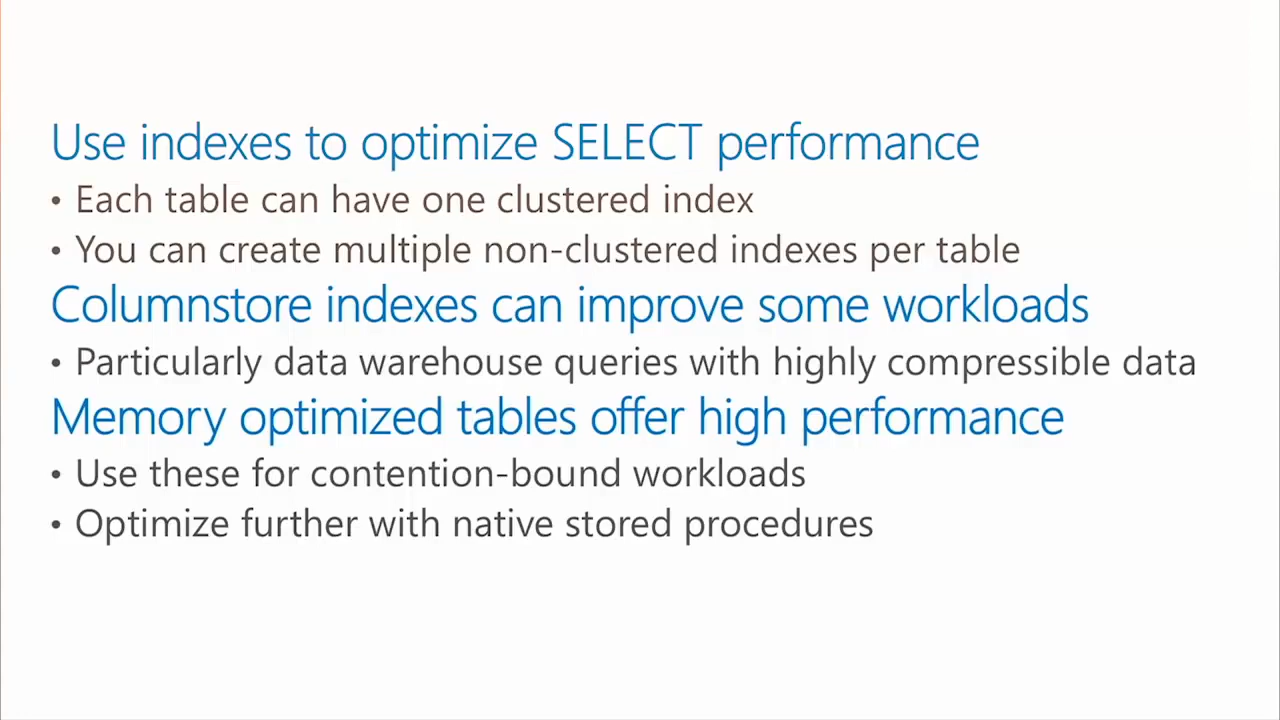 Use indexes to optimize SELECT performance
• Each table can have one clustered index
• You can create multiple non-clustered indexes per table
Columnstore indexes can improve some workloads
• Particularly data warehouse queries with highly compressible data
Memory optimized tables offer high performance
• Use these for contention-bound workloads
• Optimize further with native stored procedures